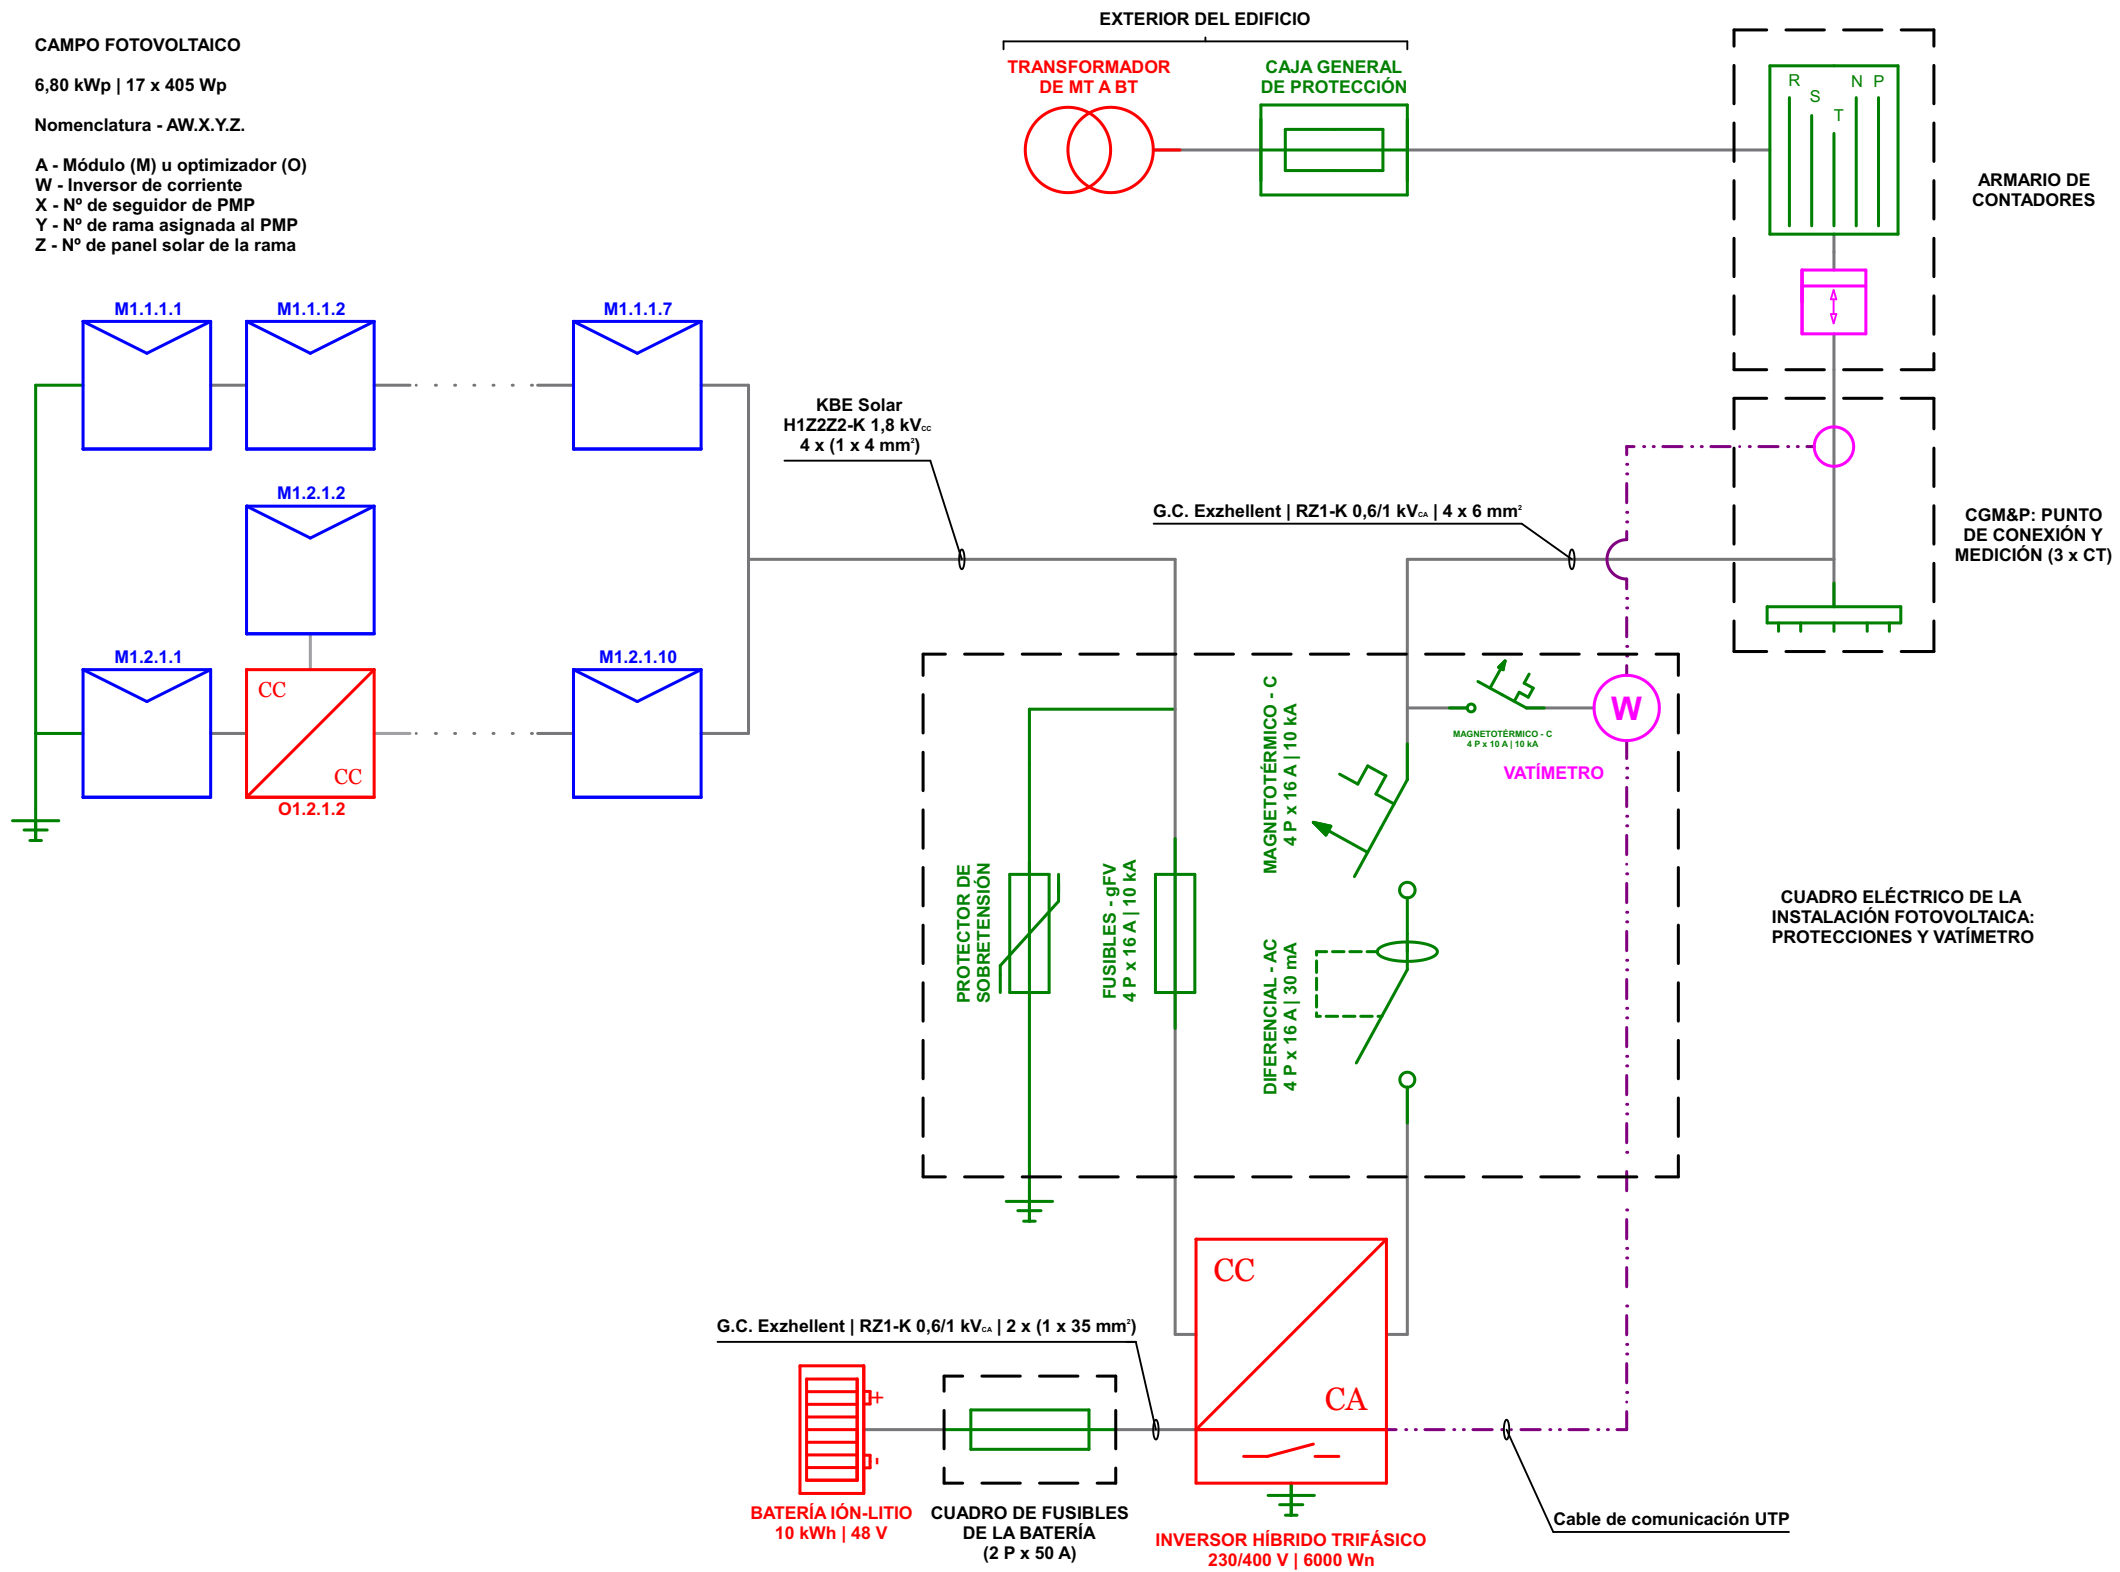 EXTERIOR DEL EDIFICIO
CAMPO FOTOVOLTAICO
6,80 kWp | 17 x 405 Wp
Nomenclatura - AW.X.Y.Z.
A - Módulo (M) u optimizador (O)
W - Inversor de corriente
X - Nº de seguidor de PMP
Y - Nº de rama asignada al PMP
Z - Nº de panel solar de la rama
TRANSFORMADOR
DE MT A BT
CAJA GENERAL
DE PROTECCIÓN
R
S
T
N
P
ARMARIO DE
CONTADORES
M1.1.1.1
M1.1.1.2
M1.1.1.7
KBE Solar
H1Z2Z2-K 1,8 kVcc
4 x (1 x 4 mm²)
M1.2.1.2
G.C. Exzhellent | RZ1-K 0,6/1 kVCA | 4 x 6 mm²
CGM&P: PUNTO
DE CONEXIÓN Y
MEDICIÓN (3 x CT)
M1.2.1.1
CC
CC
O1.2.1.2
M1.2.1.10
MAGNETOTÉRMICO - C
4 P x 16 A | 10 kA
MAGNETOTÉRMICO - C
4 P x 10 A | 10 kA
W
VATÍMETRO
PROTECTOR DE
SOBRETENSIÓN
FUSIBLES - gFV
4 P x 16 A | 10 kA
DIFERENCIAL - AC
4 P x 16 A | 30 mA
CUADRO ELÉCTRICO DE LA
INSTALACIÓN FOTOVOLTAICA:
PROTECCIONES Y VATÍMETRO
CC
CA
G.C. Exzhellent | RZ1-K 0,6/1 kVCA | 2 x (1 x 35 mm²)
+
-
BATERÍA IÓN-LITIO
10 kWh | 48 V
CUADRO DE FUSIBLES
DE LA BATERÍA
(2 P x 50 A)
INVERSOR HÍBRIDO TRIFÁSICO
230/400 V | 6000 Wn
Cable de comunicación UTP